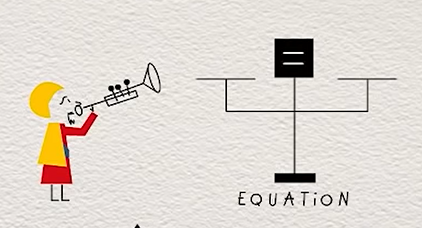 =
EQUATiON